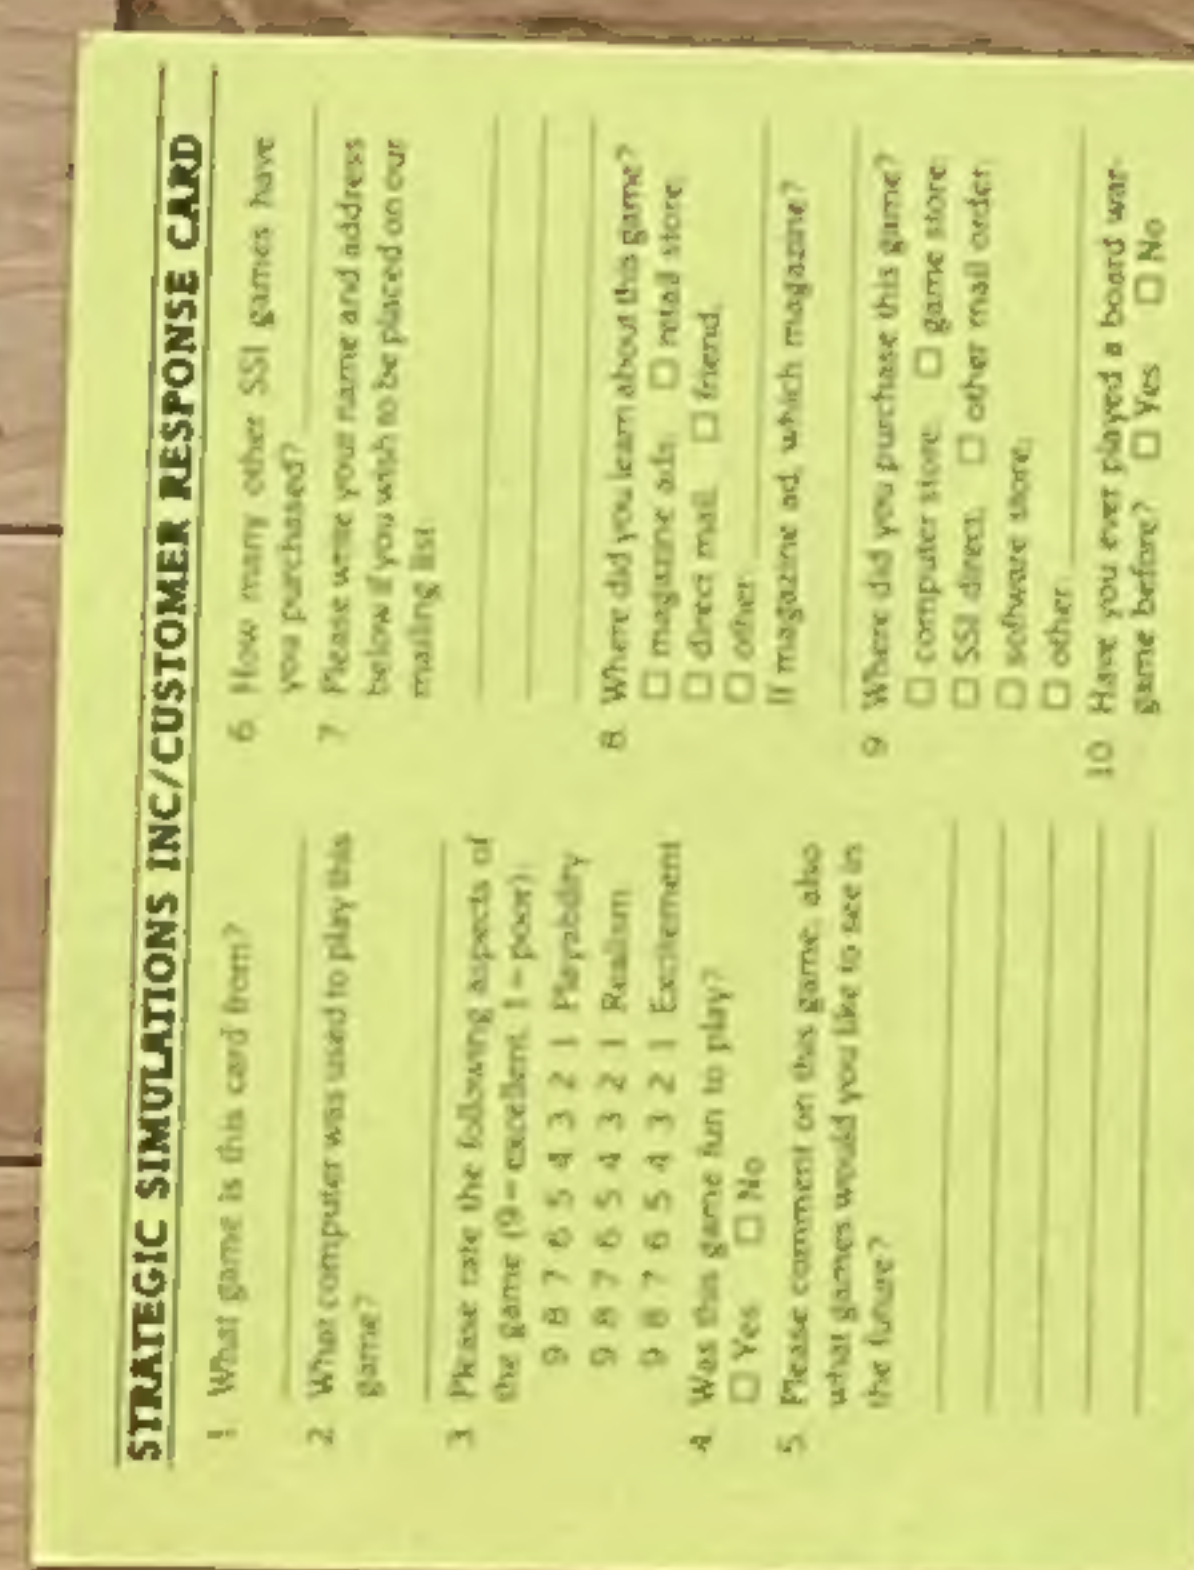 STRATEGIC SIMULATIONS INC/CUSTOMER RESPONSE CARD
1 What game is this card from?
2 What computer was used to play this
game?
3 Please rate the following aspects of
the game (9 = excellent, 1 = poor):
9 8 7 6 5 4 3 2 1 Playability
9 8 7 6 5 4 3 2 1 Realism
9 8 7 6 5 4 3 2 1 Excitement
4 Was this game fun to play?
☐ Yes ☐ No
5 Please comment on this game, also
what games would you like to see in
the future?
6 How many other SSI games have
you purchased?
7 Please write your name and address
below if you wish to be placed on our
mailing list.
8 Where did you learn about this game?
☐ magazine ads; ☐ retail store;
☐ direct mail; ☐ friend;
☐ other:
If magazine ad, which magazine?
9 Where did you purchase this game?
☐ computer store; ☐ game store;
☐ SSI direct; ☐ other mail order;
☐ software store;
☐ other:
10 Have you ever played a board war-
game before? ☐ Yes ☐ No